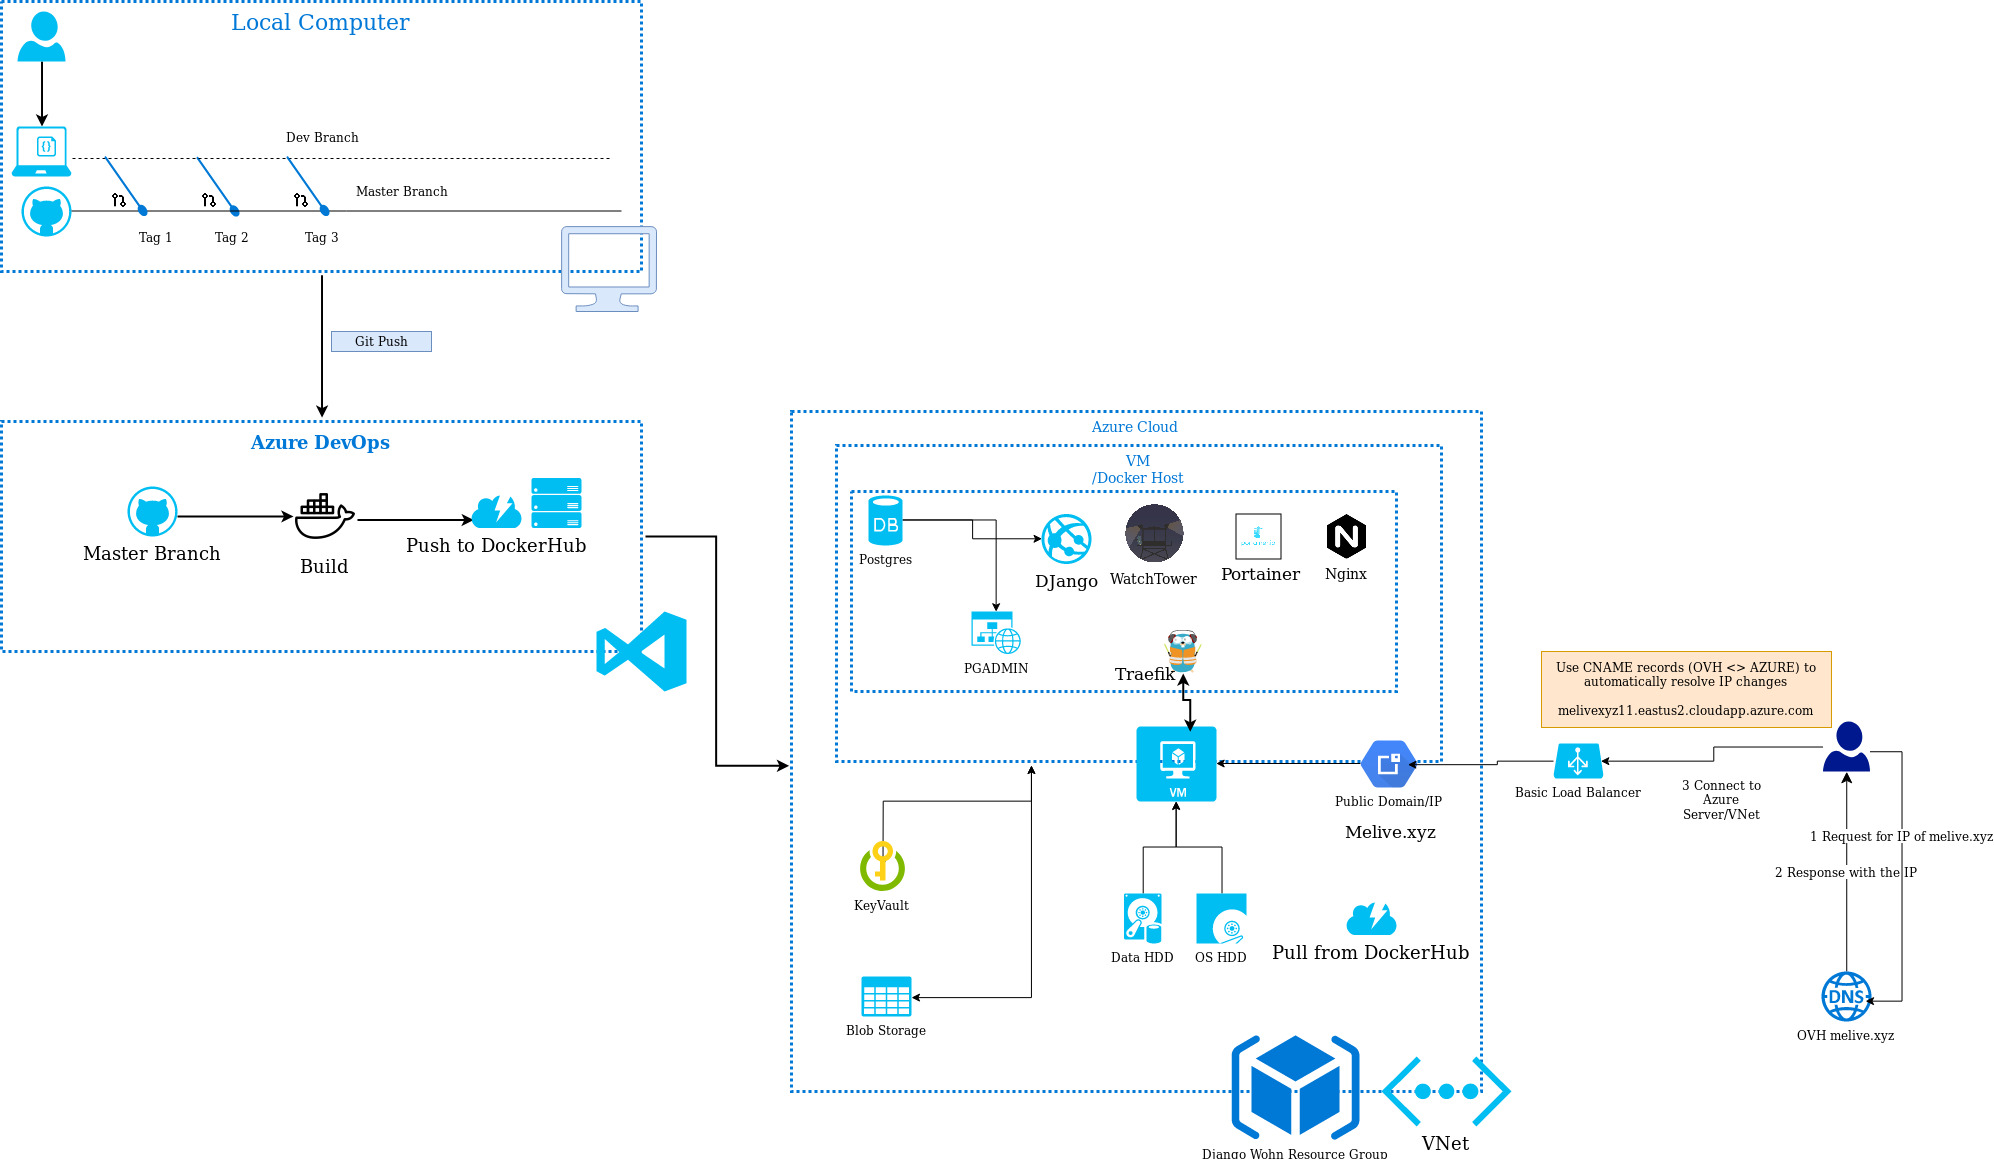 Local Computer
Dev Branch
Master Branch
Tag 1
Tag 2
Tag 3
Git Push
Azure DevOps
Master Branch
Build
Push to DockerHub
Azure Cloud
VM
/Docker Host
DB
Postgres
DJango
WatchTower
Portainer
Nginx
PGADMIN
Traefik
VM
Public Domain/IP
Melive.xyz
Basic Load Balancer
Use CNAME records (OVH <> AZURE) to
automatically resolve IP changes
melivexyz11.eastus2.cloudapp.azure.com
3 Connect to
Azure
Server/VNet
1 Request for IP of melive.xyz
2 Response with the IP
DNS
OVH melive.xyz
KeyVault
Blob Storage
Data HDD
OS HDD
Pull from DockerHub
Django Wohn Resource Group
VNet